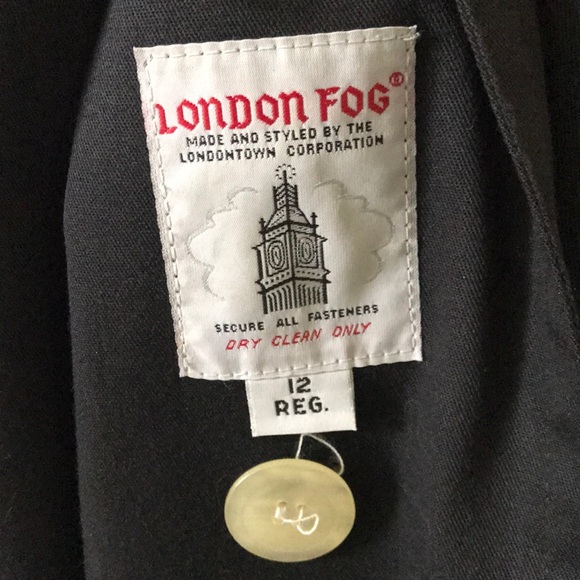 LONDON FOG®
MADE AND STYLED BY THE
LONDONTOWN CORPORATION
SECURE ALL FASTENERS
DRY CLEAN ONLY
12
REG.